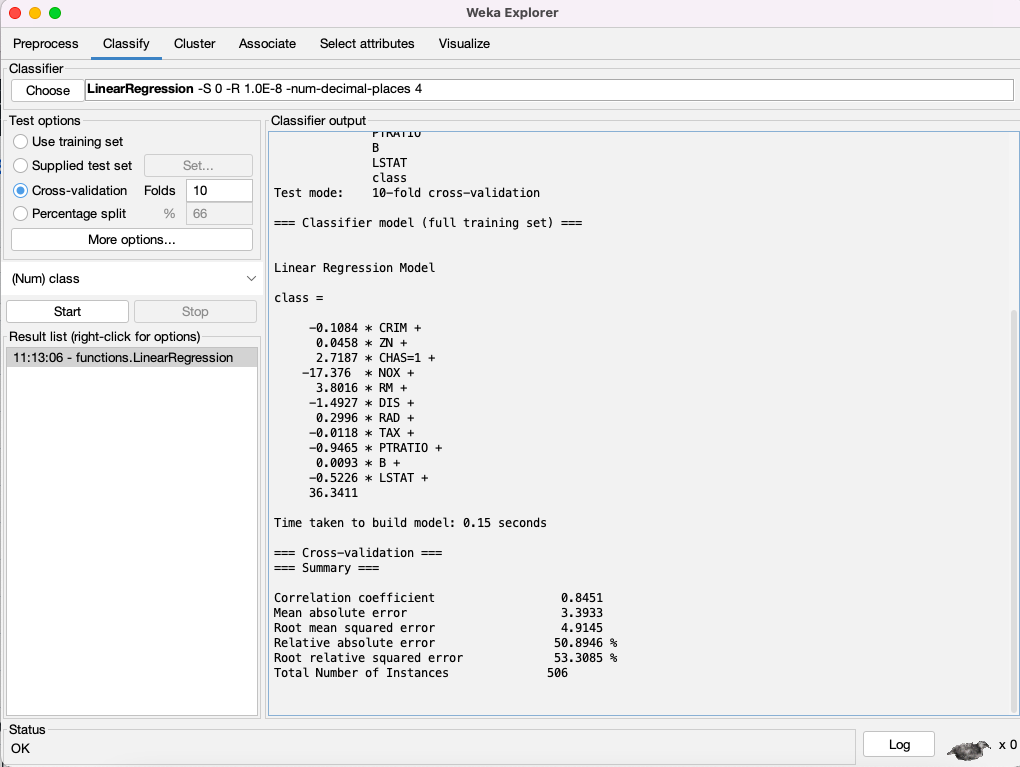 Weka Explorer
Preprocess Classify Cluster Associate Select attributes Visualize
Classifier
Choose LinearRegression -S 0 -R 1.0E-8 -num-decimal-places 4
Test options
Use training set
Supplied test set Set...
Cross-validation Folds 10
Percentage split % 66
More options...
(Num) class
Start Stop
Result list (right-click for options)
11:13:06 - functions.LinearRegression
Classifier output
PTRATIO
B
LSTAT
class
Test mode: 10-fold cross-validation
=== Classifier model (full training set) ===
Linear Regression Model
class =
-0.1084 * CRIM +
0.0458 * ZN +
2.7187 * CHAS=1 +
-17.376 * NOX +
3.8016 * RM +
-1.4927 * DIS +
0.2996 * RAD +
-0.0118 * TAX +
-0.9465 * PTRATIO +
0.0093 * B +
-0.5226 * LSTAT +
36.3411
Time taken to build model: 0.15 seconds
=== Cross-validation ===
=== Summary ===
Correlation coefficient 0.8451
Mean absolute error 3.3933
Root mean squared error 4.9145
Relative absolute error 50.8946 %
Root relative squared error 53.3085 %
Total Number of Instances 506
Status
OK
Log x 0